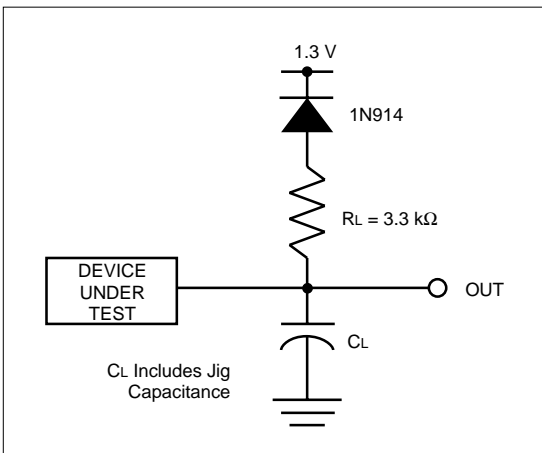 1.3 V
1N914
RL = 3.3 kΩ
DEVICE
UNDER
TEST
OUT
CL
CL Includes Jig
Capacitance